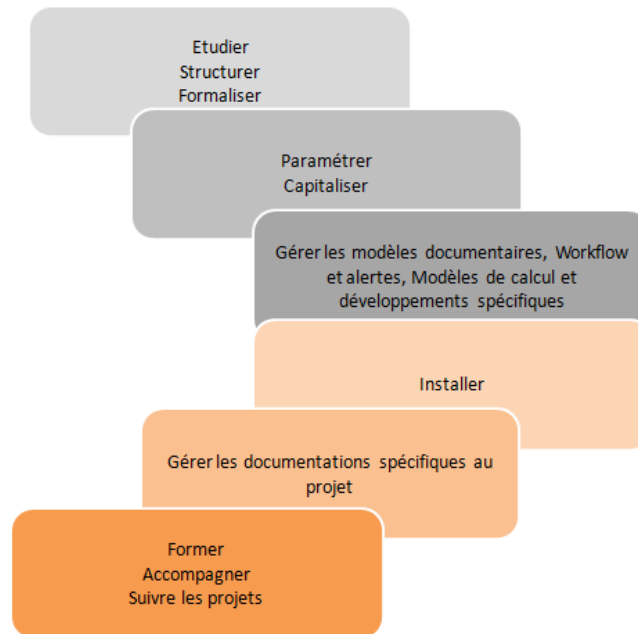 Etudier
Structurer
Formaliser
Paramétrer
Capitaliser
Gérer les modèles documentaires, Workflow
et alertes, Modèles de calcul et
développements spécifiques
Installer
Gérer les documentations spécifiques au
projet
Former
Accompagner
Suivre les projets